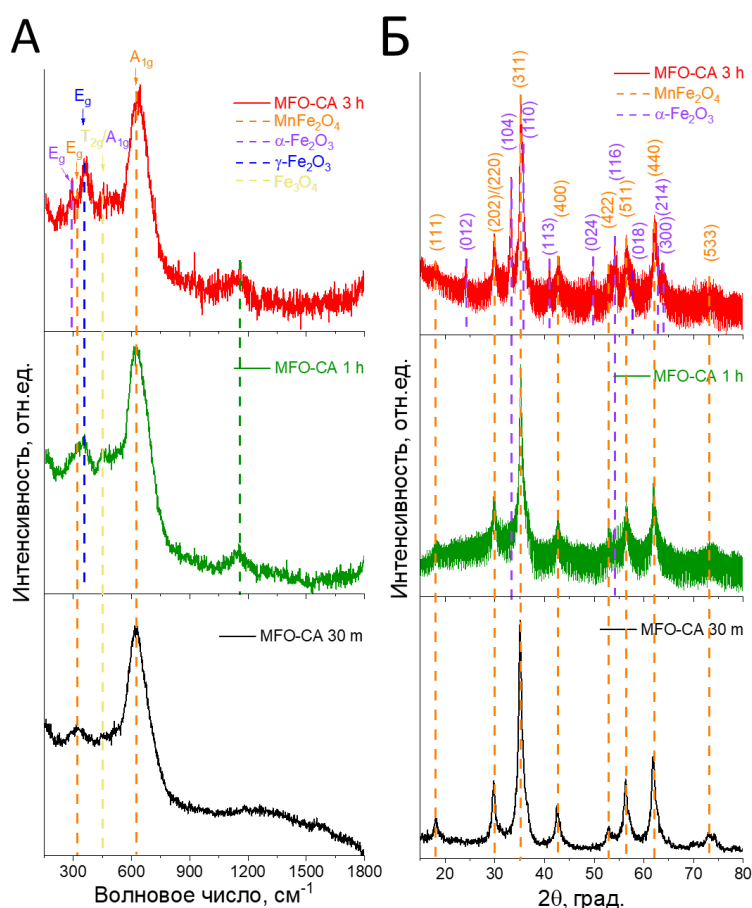 А
Б
A1g
Eg
T2g/A1g
Eg
Eg
MFO-CA 3 h
MnFe2O4
α-Fe2O3
γ-Fe2O3
Fe3O4
MFO-CA 1 h
MFO-CA 30 m
Интенсивность, отн.ед.
300 600 900 1200 1500 1800
Волновое число, см-1
MFO-CA 3 h
MnFe2O4
α-Fe2O3
(111)
(012)
(202)/(220)
(104)
(311)
(110)
(113)
(400)
(024)
(422)
(116)
(511)
(018)
(440)
(300)
(214)
(533)
MFO-CA 1 h
MFO-CA 30 m
Интенсивность, отн.ед.
20 30 40 50 60 70 80
2θ, град.